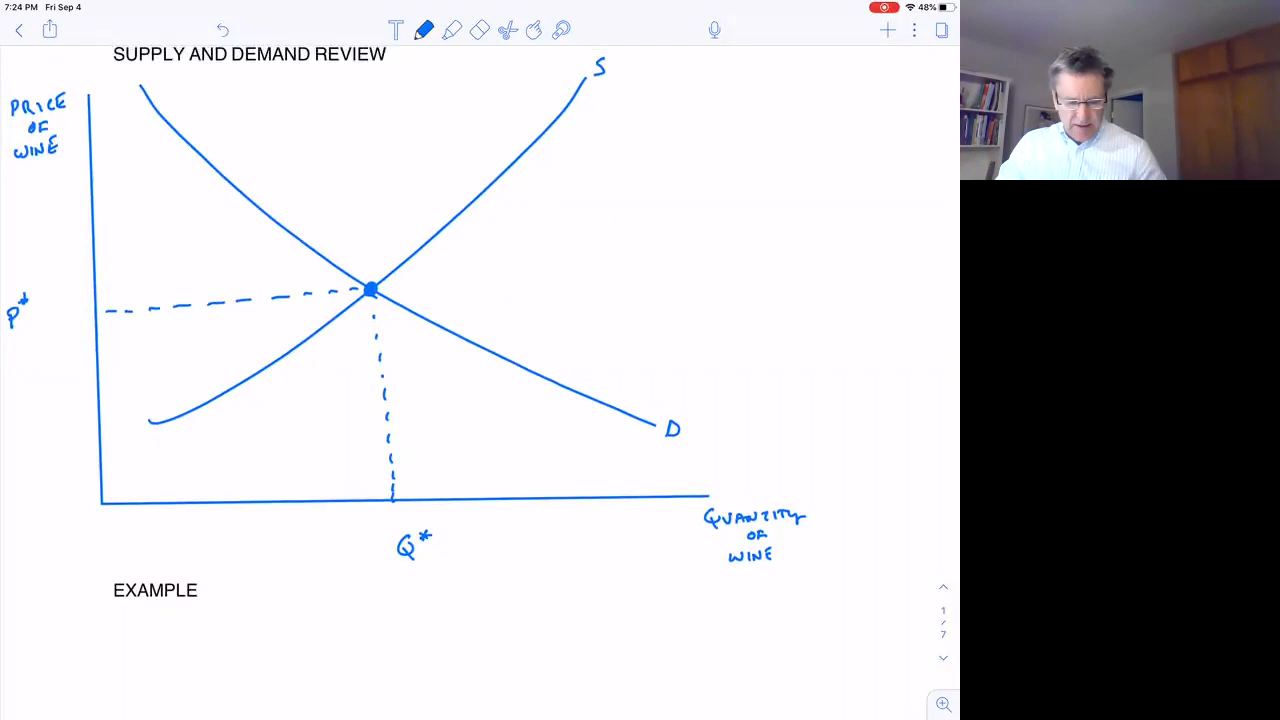 7:24 PM Fri Sep 4
48%
SUPPLY AND DEMAND REVIEW
S
PRICE
OF
WINE
P*
D
QUANTITY
OF
WINE
Q*
EXAMPLE
1
/
7